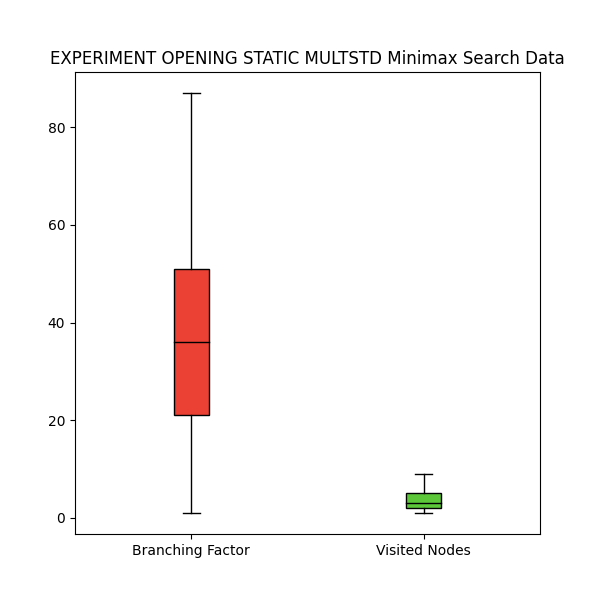 EXPERIMENT OPENING STATIC MULTSTD Minimax Search Data
80
60
40
20
0
Branching Factor
Visited Nodes